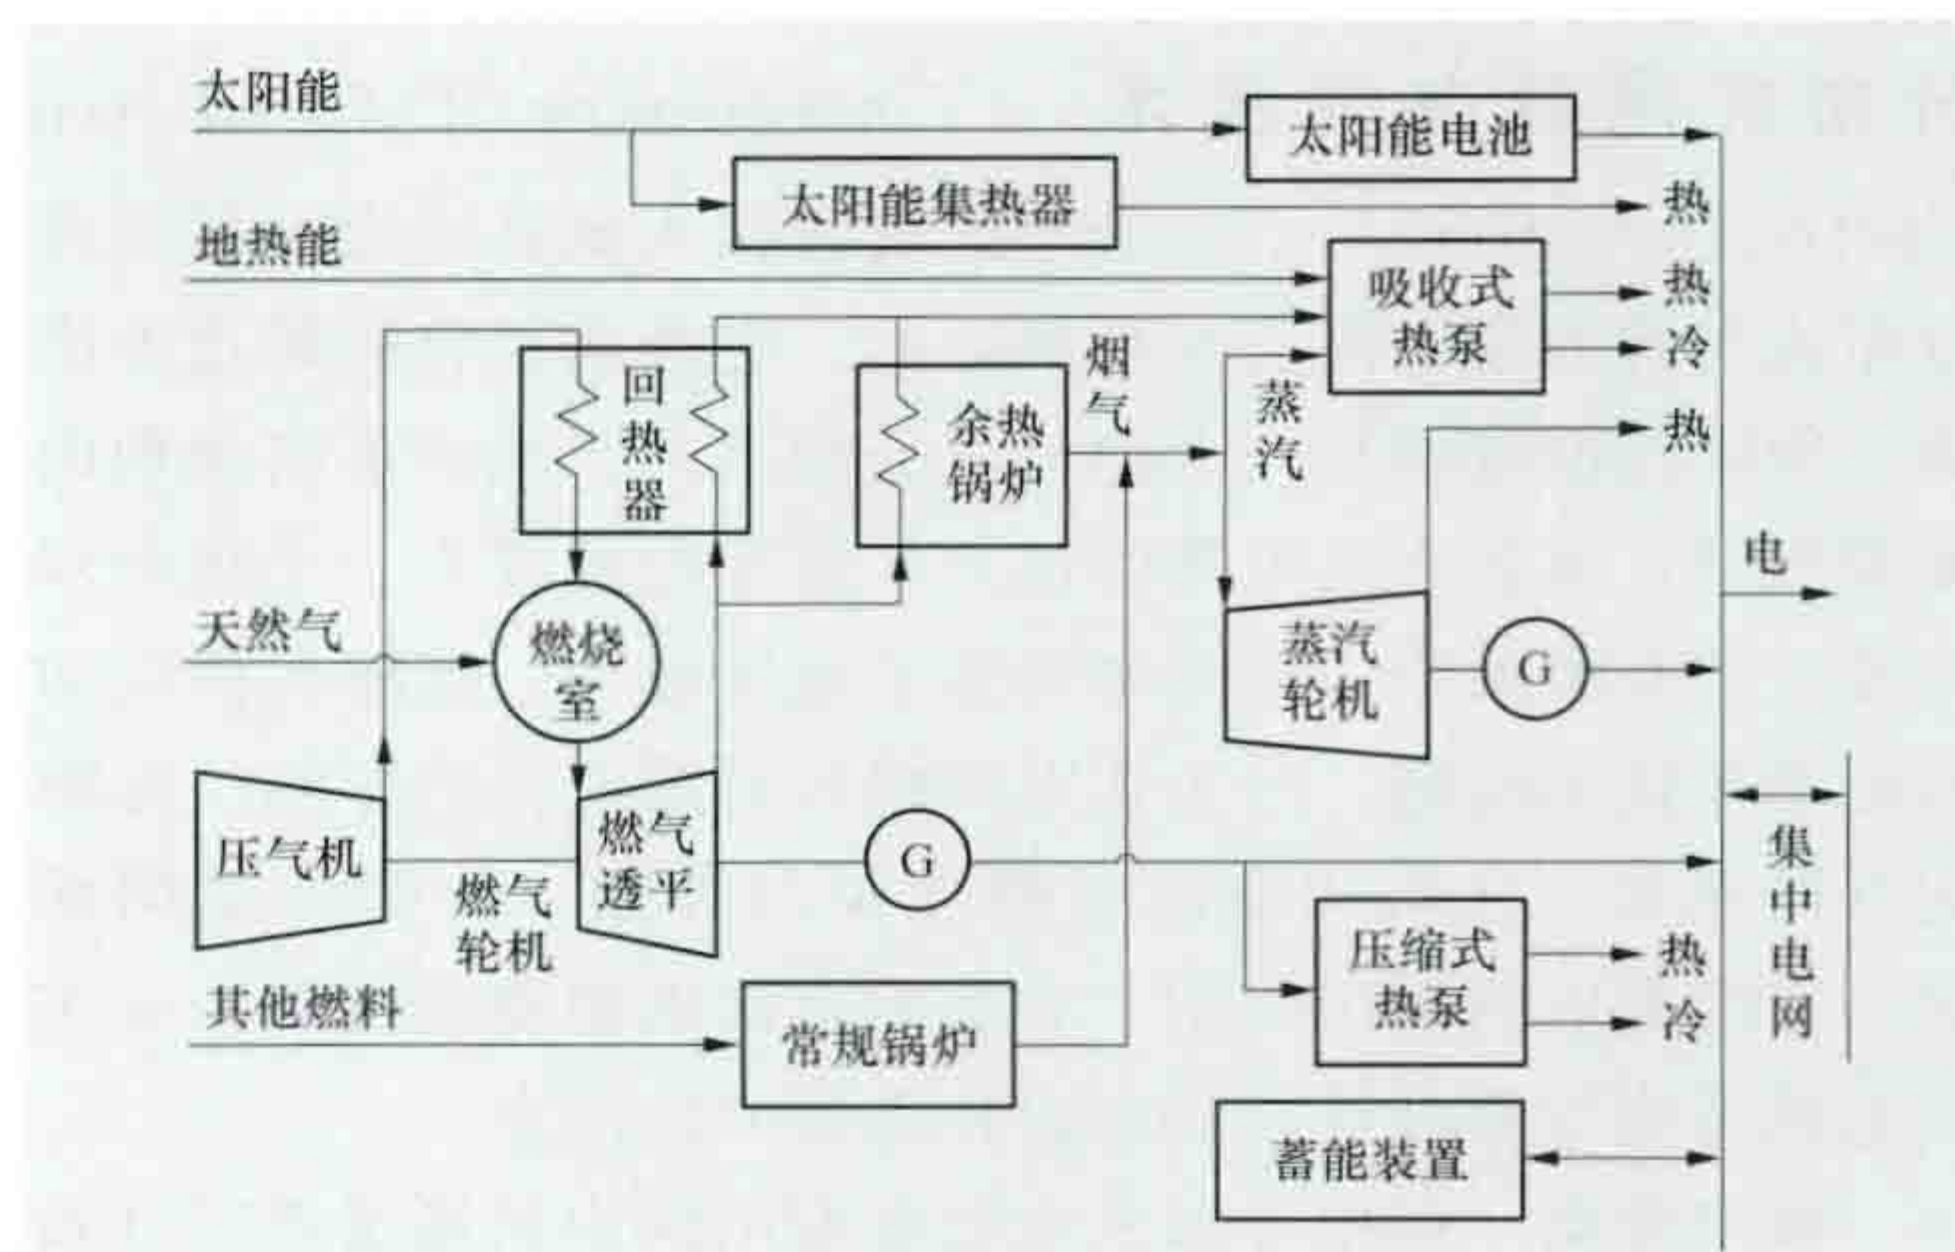 太阳能
太阳能电池
太阳能集热器
热
地热能
吸收式
热泵
热
冷
回
热
器
余热
锅炉
烟
气
蒸
汽
热
天然气
燃烧
室
蒸汽
轮机
G
电
压气机
燃气
轮机
燃气
透平
G
集
中
电
网
压缩式
热泵
热
冷
其他燃料
常规锅炉
蓄能装置